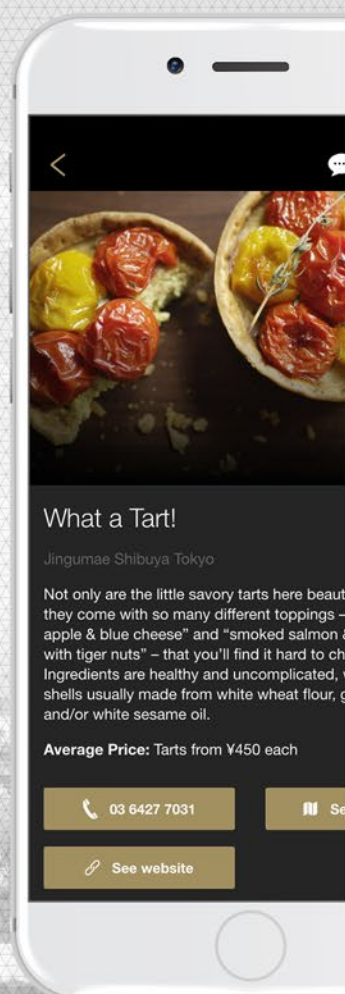 What a Tart!
Jingumae Shibuya Tokyo
Not only are the little savory tarts here beaut
they come with so many different toppings –
apple & blue cheese” and “smoked salmon &
with tiger nuts” – that you’ll find it hard to ch
Ingredients are healthy and uncomplicated, w
shells usually made from white wheat flour, g
and/or white sesame oil.
Average Price: Tarts from ¥450 each
03 6427 7031
Se
See website